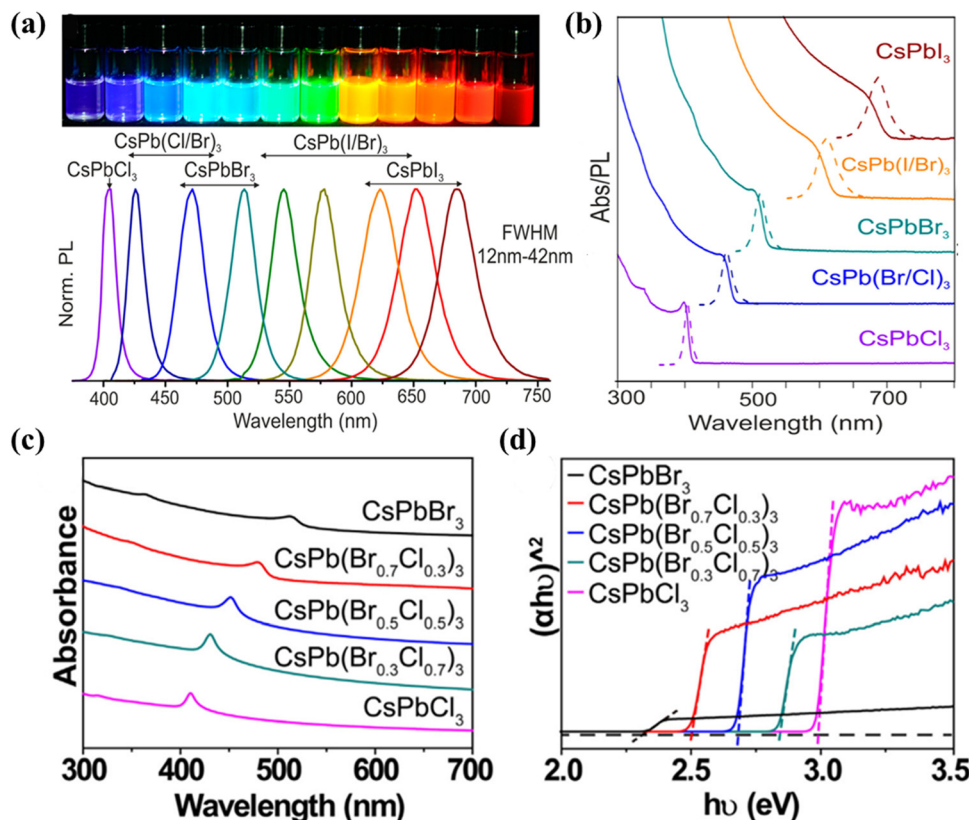 (a)
CsPb(Cl/Br)₃
CsPb(I/Br)₃
CsPbCl₃
CsPbBr₃
CsPbI₃
FWHM
12nm-42nm
Norm. PL
400 450 500 550 600 650 700 750
Wavelength (nm)
(b)
CsPbI₃
CsPb(I/Br)₃
CsPbBr₃
CsPb(Br/Cl)₃
CsPbCl₃
Abs/PL
300 500 700
Wavelength (nm)
(c)
CsPbBr₃
CsPb(Br₀.₇Cl₀.₃)₃
CsPb(Br₀.₅Cl₀.₅)₃
CsPb(Br₀.₃Cl₀.₇)₃
CsPbCl₃
Absorbance
300 400 500 600 700
Wavelength (nm)
(d)
CsPbBr₃
CsPb(Br₀.₇Cl₀.₃)₃
CsPb(Br₀.₅Cl₀.₅)₃
CsPb(Br₀.₃Cl₀.₇)₃
CsPbCl₃
(αhυ)^2
2.0 2.5 3.0 3.5
hυ (eV)